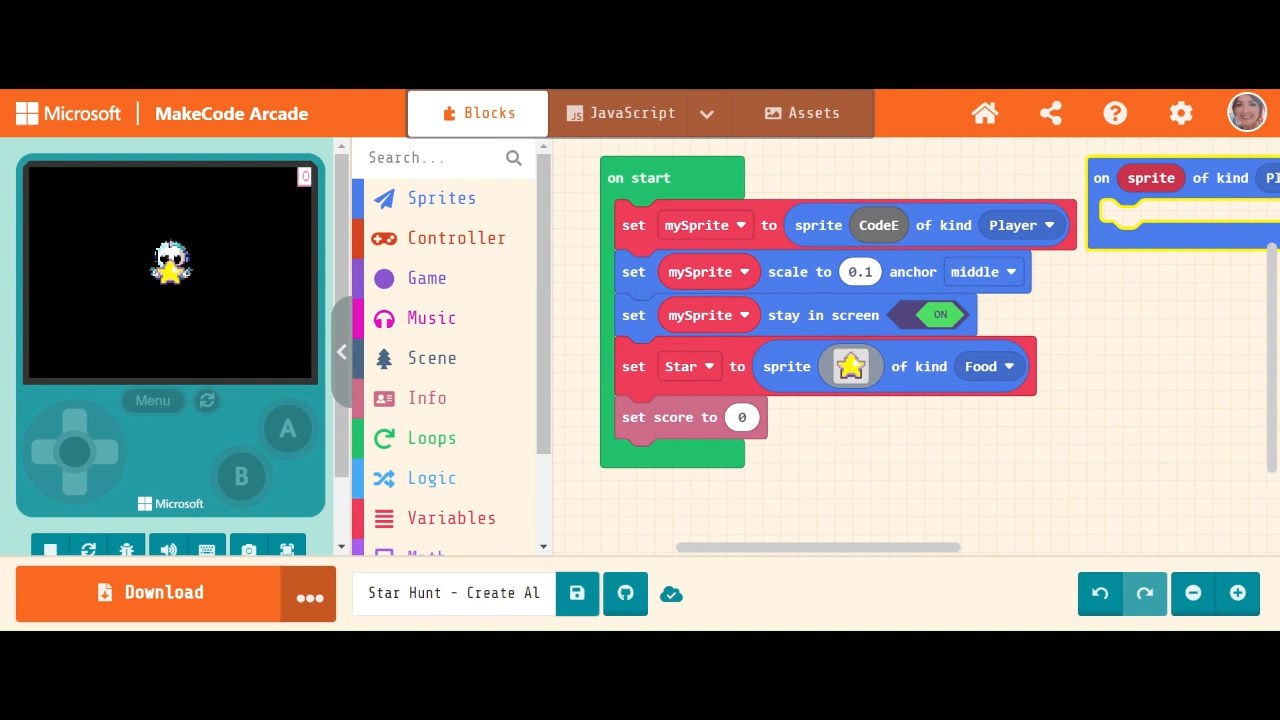 Microsoft MakeCode Arcade Blocks JavaScript Assets
0
Search...
Sprites
Controller
Game
Music
Scene
Info
Loops
Logic
Variables
Math
on start
set mySprite to sprite CodeE of kind Player
set mySprite scale to 0.1 anchor middle
set mySprite stay in screen ON
set Star to sprite of kind Food
set score to 0
on sprite of kind Pl
Menu
A
B
Microsoft
Download
Star Hunt - Create Al